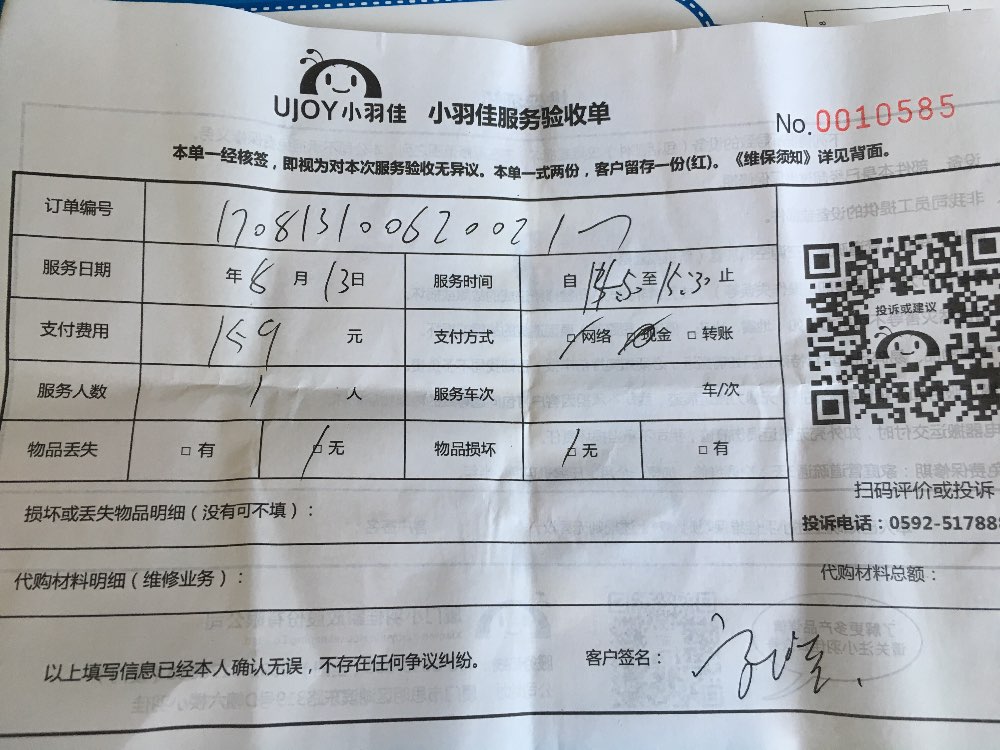 UJOY小羽佳 小羽佳服务验收单
No.0010585
本单一经核签，即视为对本次服务验收无异议。本单一式两份，客户留存一份(红)。《维保须知》详见背面。
订单编号
服务日期 年 8 月 13 日 服务时间 自 至 15:30 止
支付费用 159 元 支付方式 □ 网络 □ 现金 □ 转账
服务人数 1 人 服务车次 车/次
物品丢失 □ 有 □ 无 物品损坏 □ 无 □ 有
投诉或建议
扫码评价或投诉
投诉电话：0592-517888
损坏或丢失物品明细（没有可不填）：
代购材料明细（维修业务）：
代购材料总额：
以上填写信息已经本人确认无误，不存在任何争议纠纷。 客户签名：